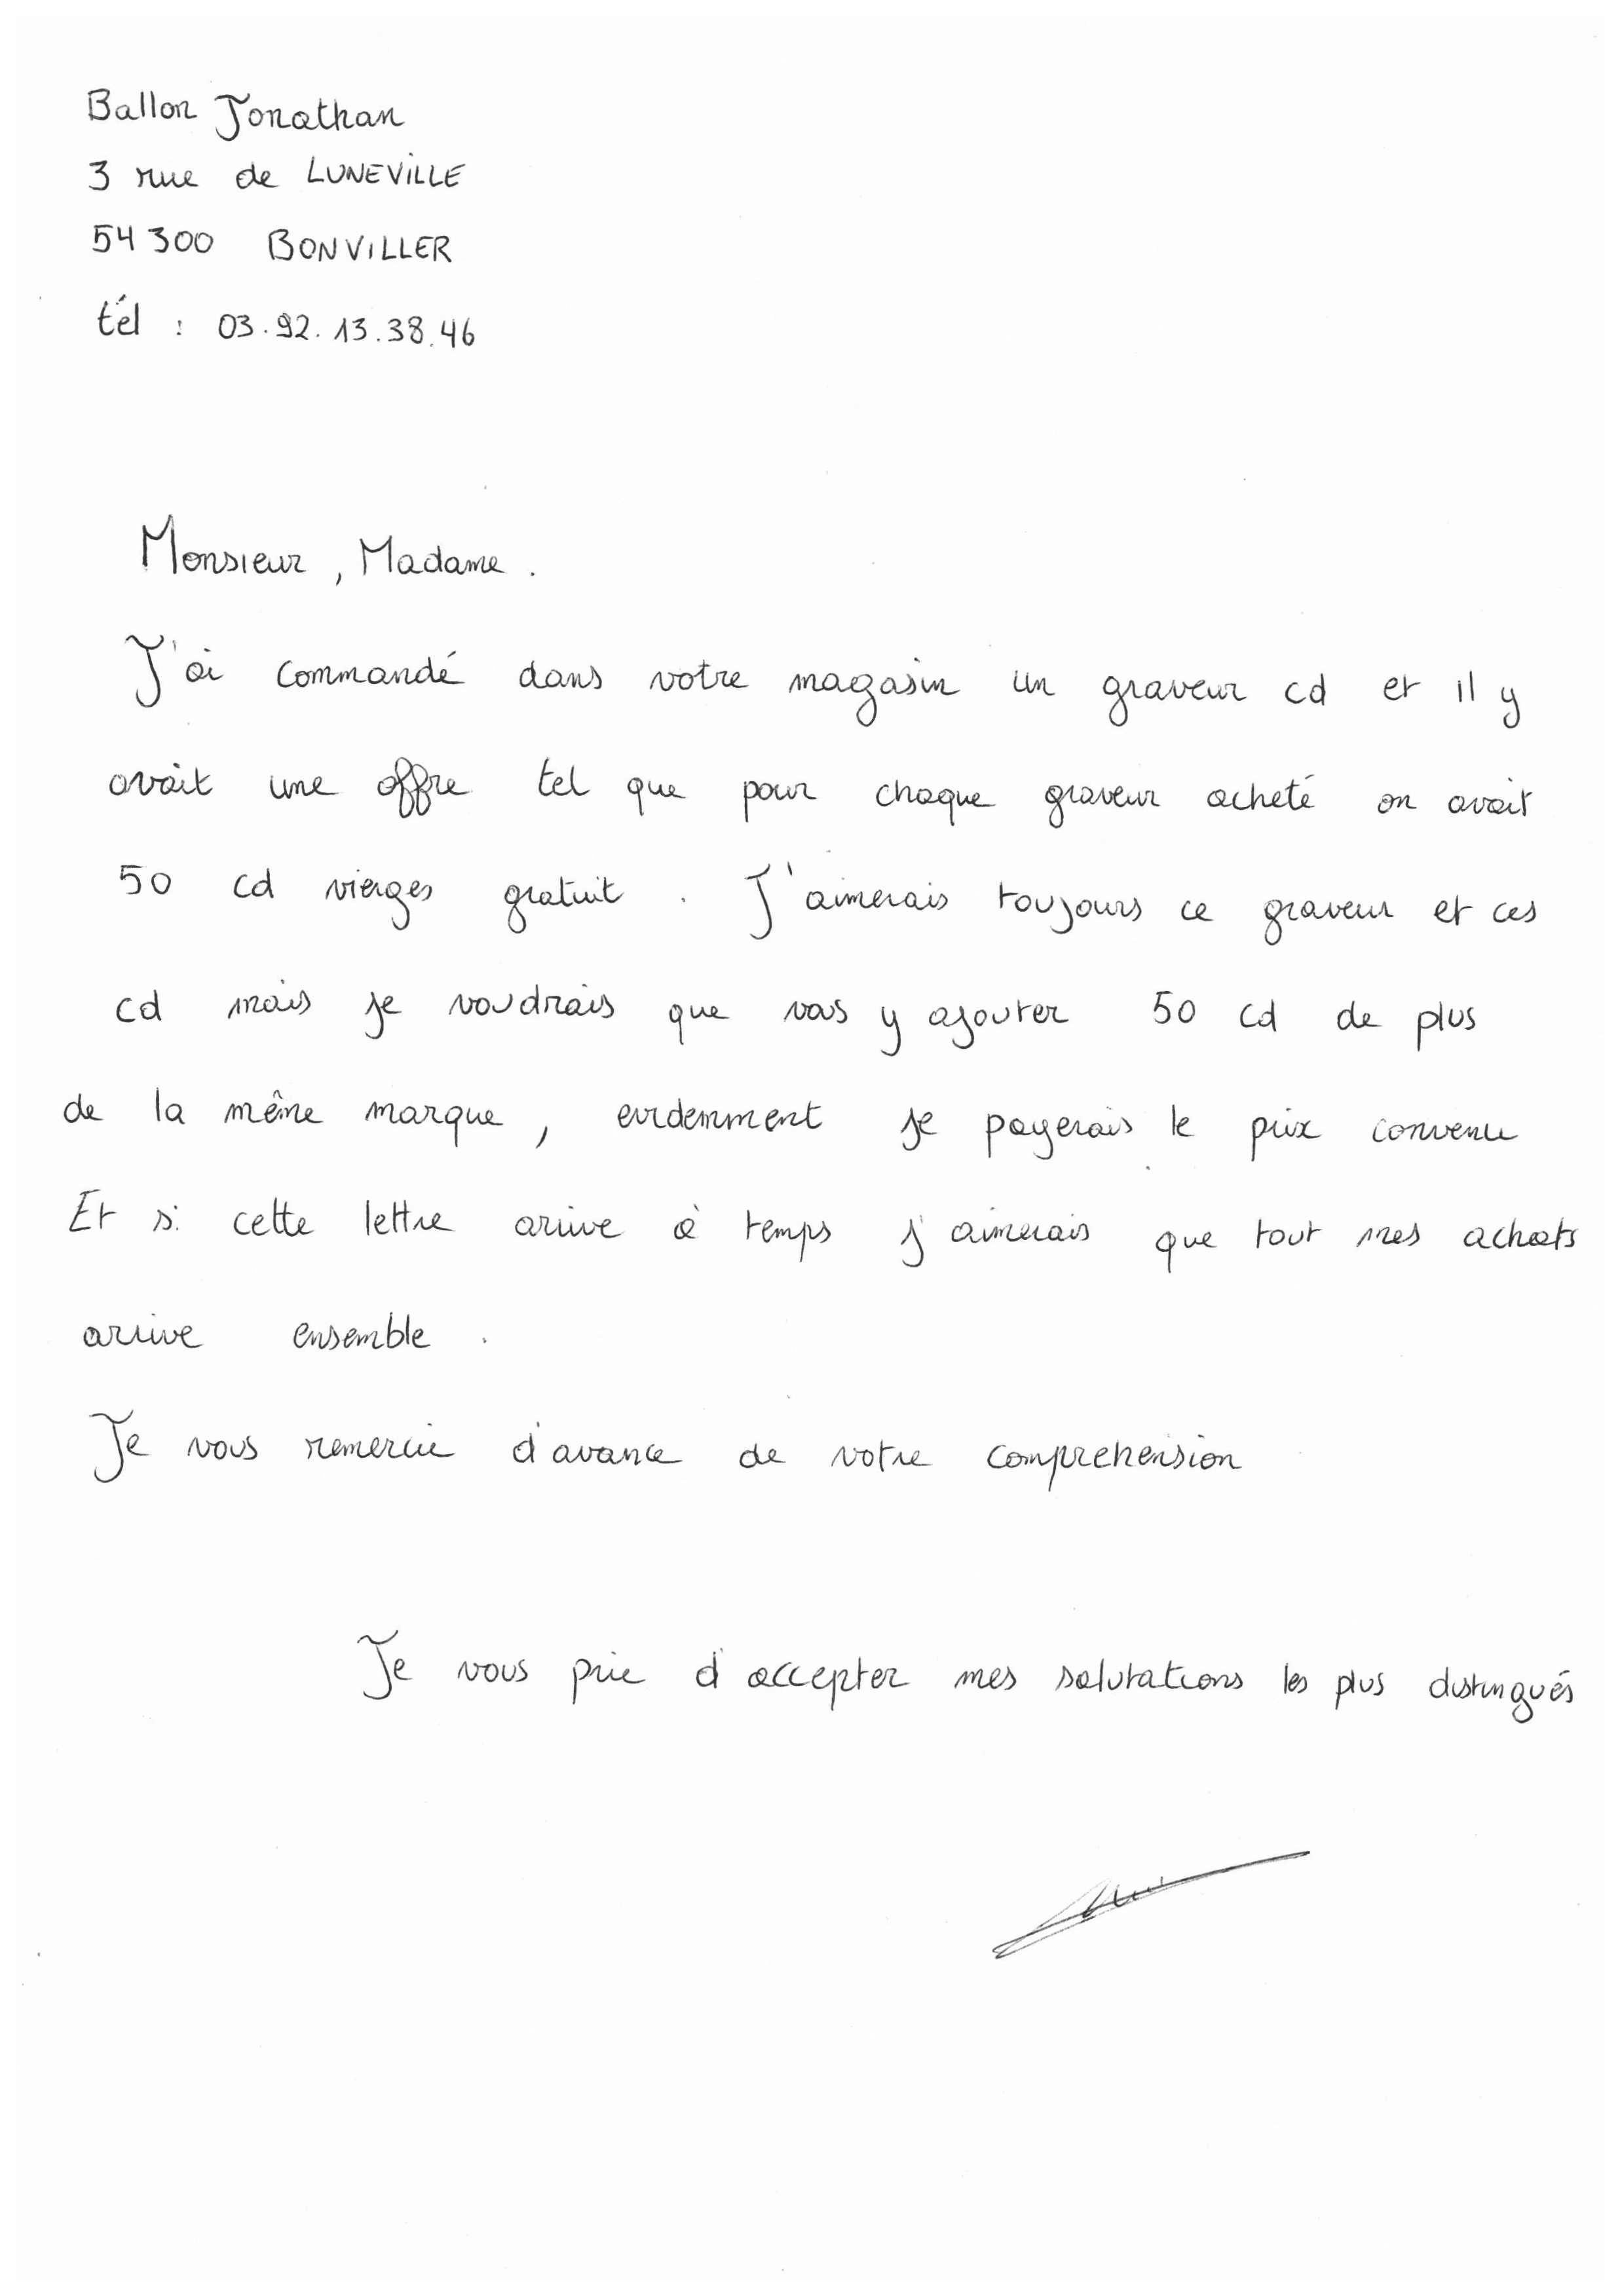 Ballon Jonathan
3 rue de LUNEVILLE
54300 BONVILLER
tél : 03.92.13.38.46
Monsieur, Madame.
J'ai commandé dans votre magasin un graveur cd et il y
avait une offre tel que pour chaque graveur acheté on avait
50 cd vierges gratuit. J'aimerais toujours ce graveur et ces
cd mais je voudrais que vous y ajouter 50 cd de plus
de la même marque, evidemment je payerais le prix convenu
Et si cette lettre arrive à temps j'aimerais que tout mes achats
arrive ensemble.
Je vous remercie d'avance de votre comprehension
Je vous prie d'accepter mes salutations les plus distingués